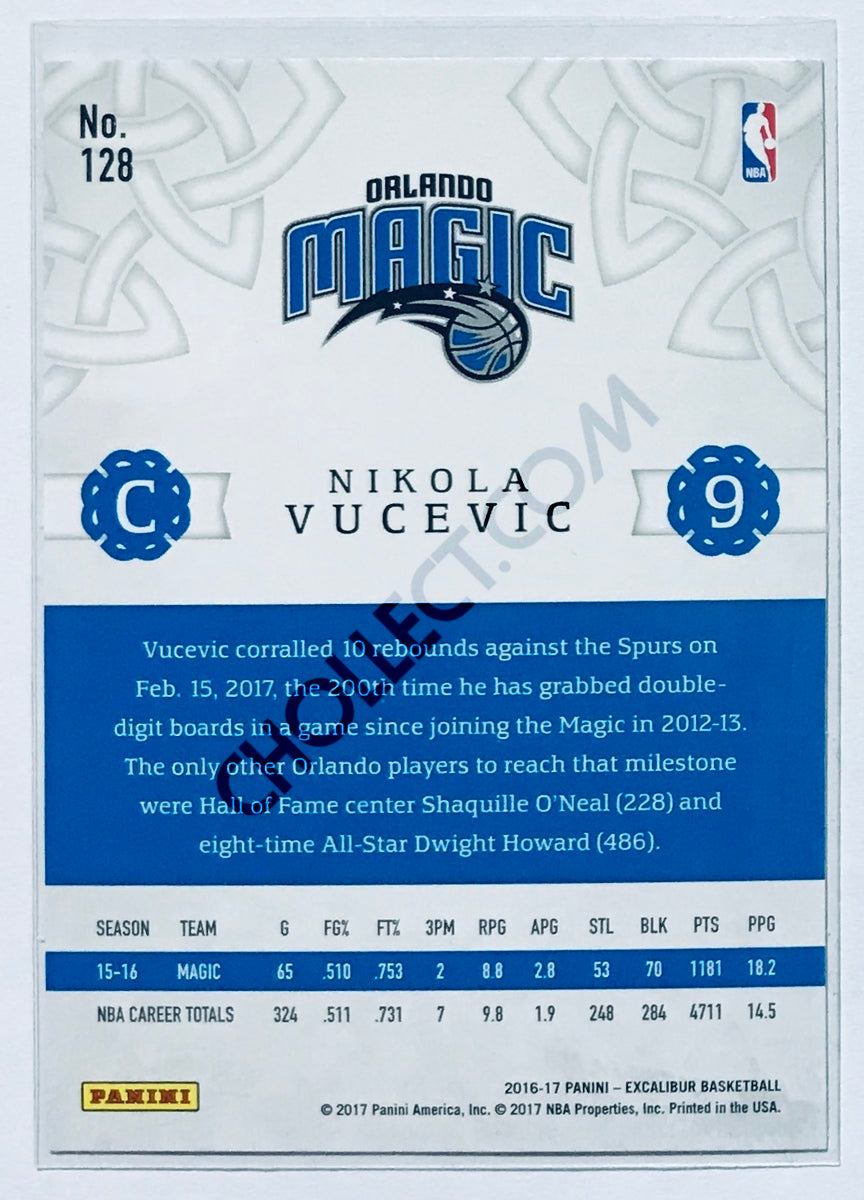 No.
128
NBA
ORLANDO
MAGIC
C
NIKOLA
VUCEVIC
9
Vucevic corralled 10 rebounds against the Spurs on
Feb. 15, 2017, the 200th time he has grabbed double-
digit boards in a game since joining the Magic in 2012-13.
The only other Orlando players to reach that milestone
were Hall of Fame center Shaquille O'Neal (228) and
eight-time All-Star Dwight Howard (486).
CHOLLECT.COM
SEASON TEAM G FG% FT% 3PM RPG APG STL BLK PTS PPG
15-16 MAGIC 65 .510 .753 2 8.8 2.8 53 70 1181 18.2
NBA CAREER TOTALS 324 .511 .731 7 9.8 1.9 248 284 4711 14.5
PANINI
2016-17 PANINI – EXCALIBUR BASKETBALL
© 2017 Panini America, Inc. © 2017 NBA Properties, Inc. Printed in the USA.